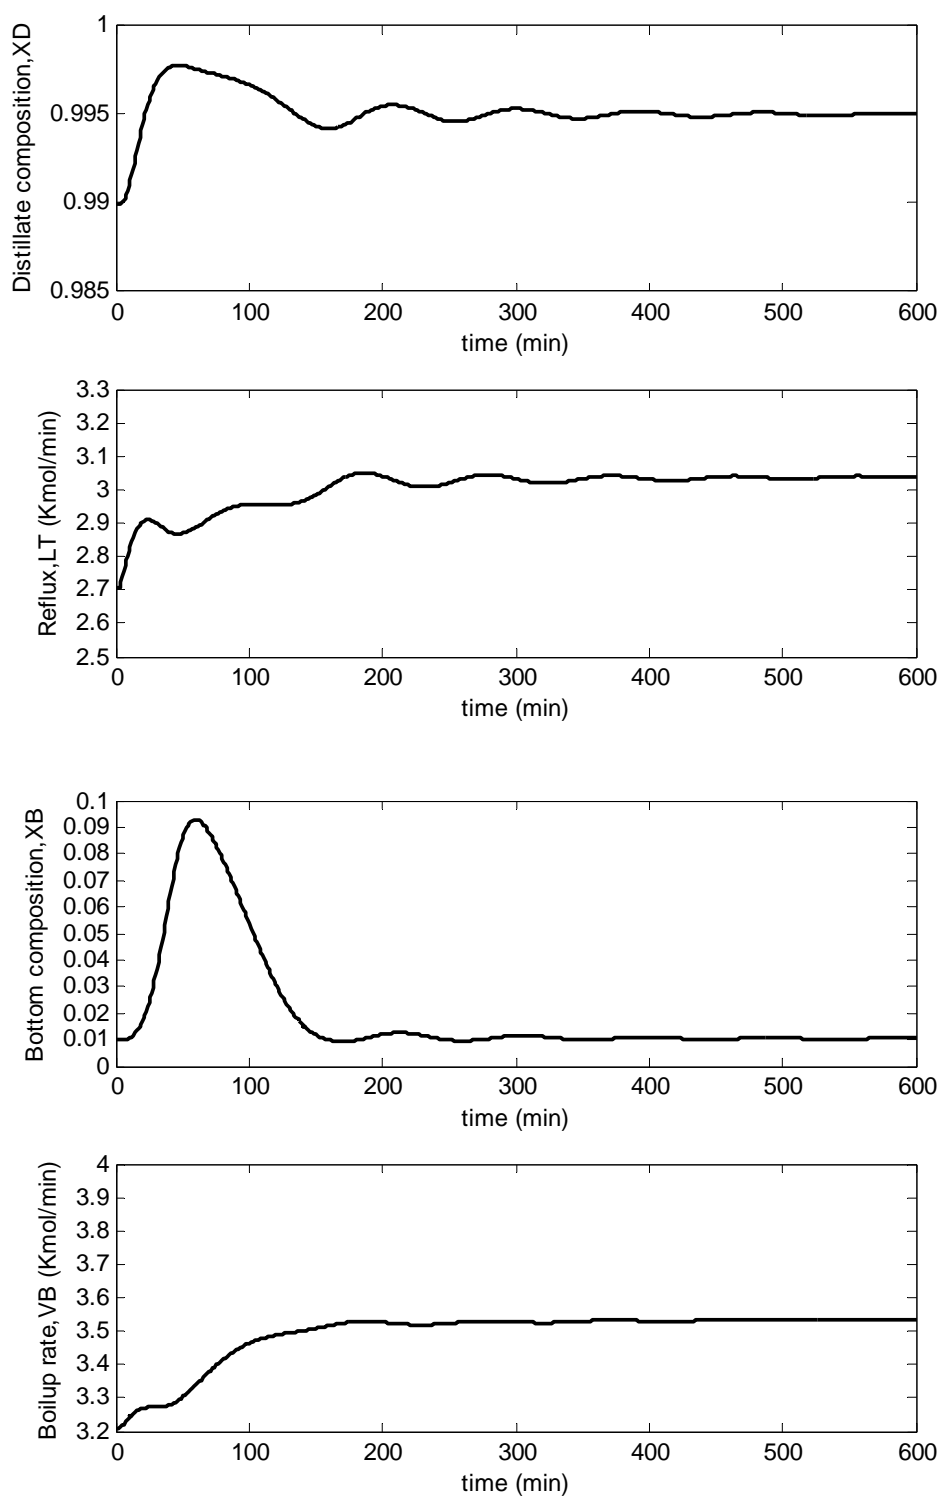 Distillate composition,XD
1
0.995
0.99
0.985
0 100 200 300 400 500 600
time (min)
Reflux,LT (Kmol/min)
3.3
3.2
3.1
3
2.9
2.8
2.7
2.6
2.5
0 100 200 300 400 500 600
time (min)
Bottom composition,XB
0.1
0.09
0.08
0.07
0.06
0.05
0.04
0.03
0.02
0.01
0
0 100 200 300 400 500 600
time (min)
Boilup rate,VB (Kmol/min)
4
3.9
3.8
3.7
3.6
3.5
3.4
3.3
3.2
0 100 200 300 400 500 600
time (min)